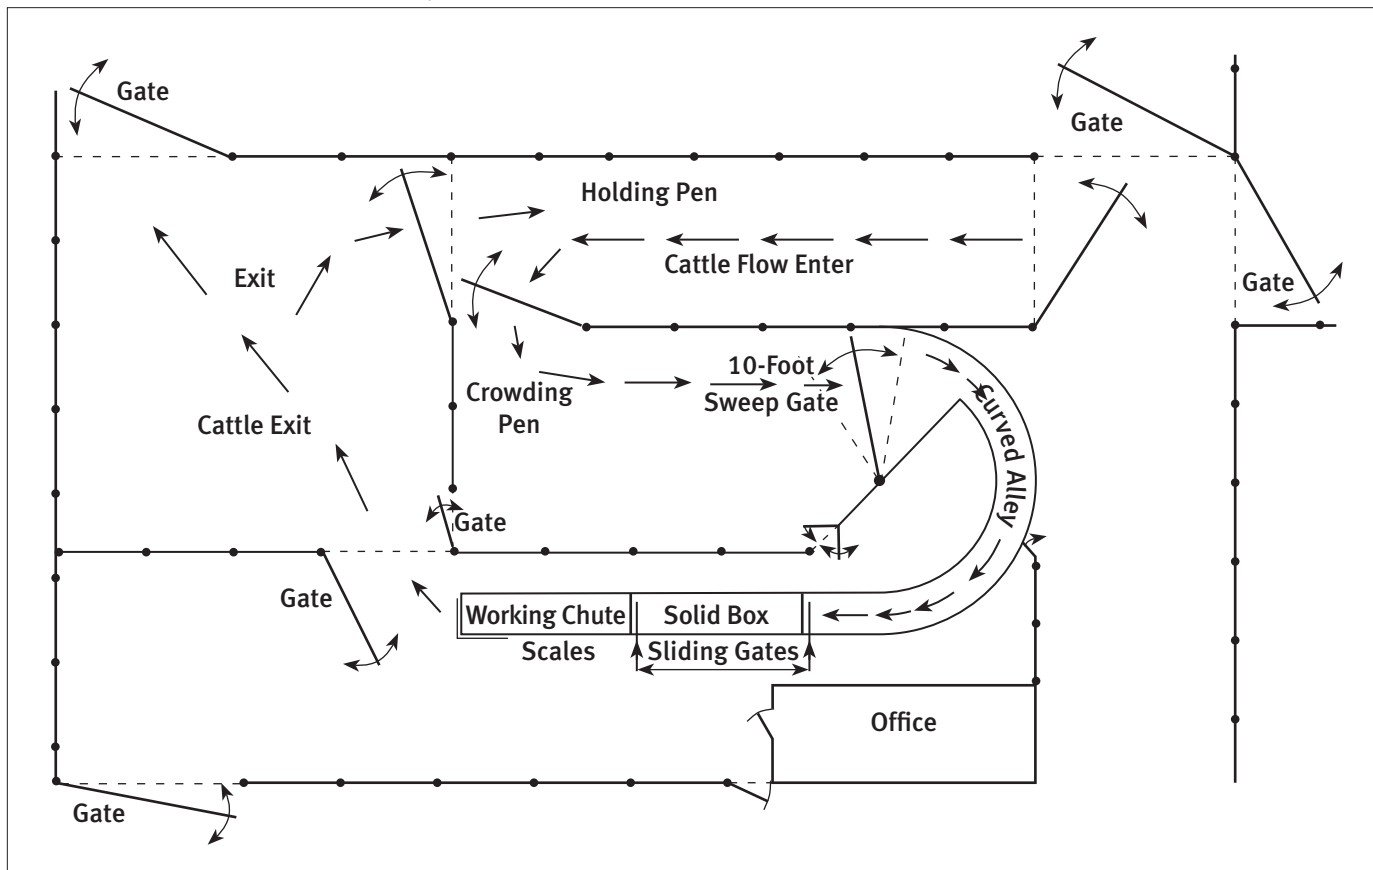 Gate
Gate
Holding Pen
Cattle Flow Enter
Exit
Gate
10-Foot
Sweep Gate
Crowding
Pen
Curved Alley
Cattle Exit
Gate
Gate
Working Chute
Solid Box
Scales
Sliding Gates
Office
Gate